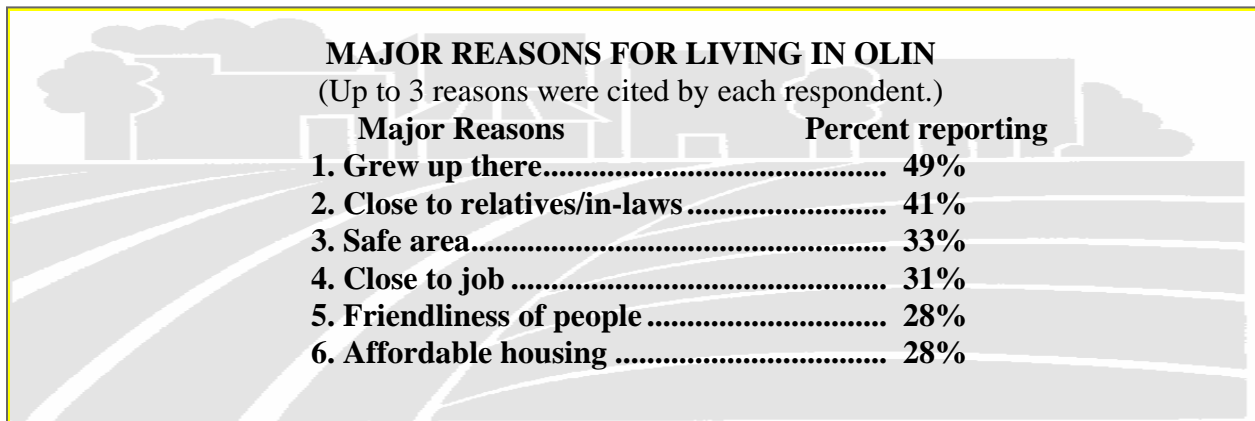 MAJOR REASONS FOR LIVING IN OLIN
(Up to 3 reasons were cited by each respondent.)
Major Reasons Percent reporting
1. Grew up there........................................... 49%
2. Close to relatives/in-laws......................... 41%
3. Safe area.................................................... 33%
4. Close to job ............................................... 31%
5. Friendliness of people.............................. 28%
6. Affordable housing .................................. 28%